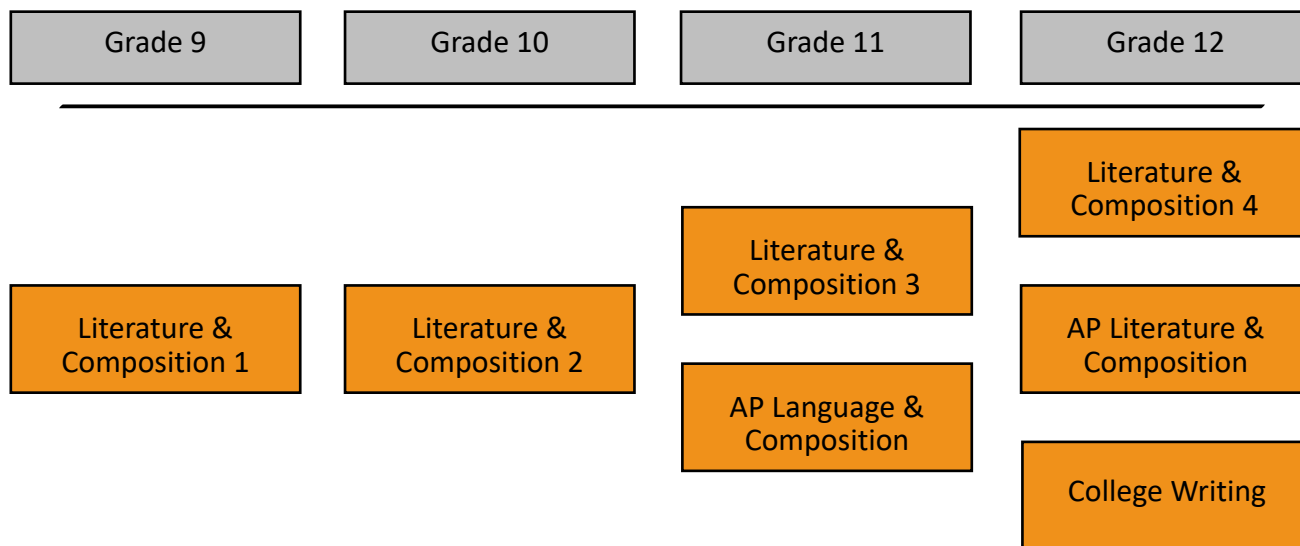 Grade 9
Grade 10
Grade 11
Grade 12
Literature &
Composition 1
Literature &
Composition 2
Literature &
Composition 3
AP Language &
Composition
Literature &
Composition 4
AP Literature &
Composition
College Writing